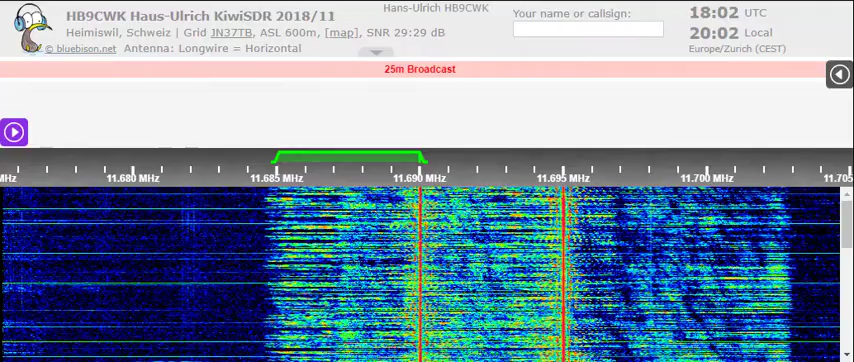 HB9CWK Haus-Ulrich KiwiSDR 2018/11
Heimiswil, Schweiz | Grid JN37TB, ASL 600m, [map], SNR 29:29 dB
© bluebison.net Antenna: Longwire = Horizontal
Hans-Ulrich HB9CWK
Your name or callsign:
18:02 UTC
20:02 Local
Europe/Zurich (CEST)
25m Broadcast
MHz 11.680 MHz 11.685 MHz 11.690 MHz 11.695 MHz 11.700 MHz 11.705